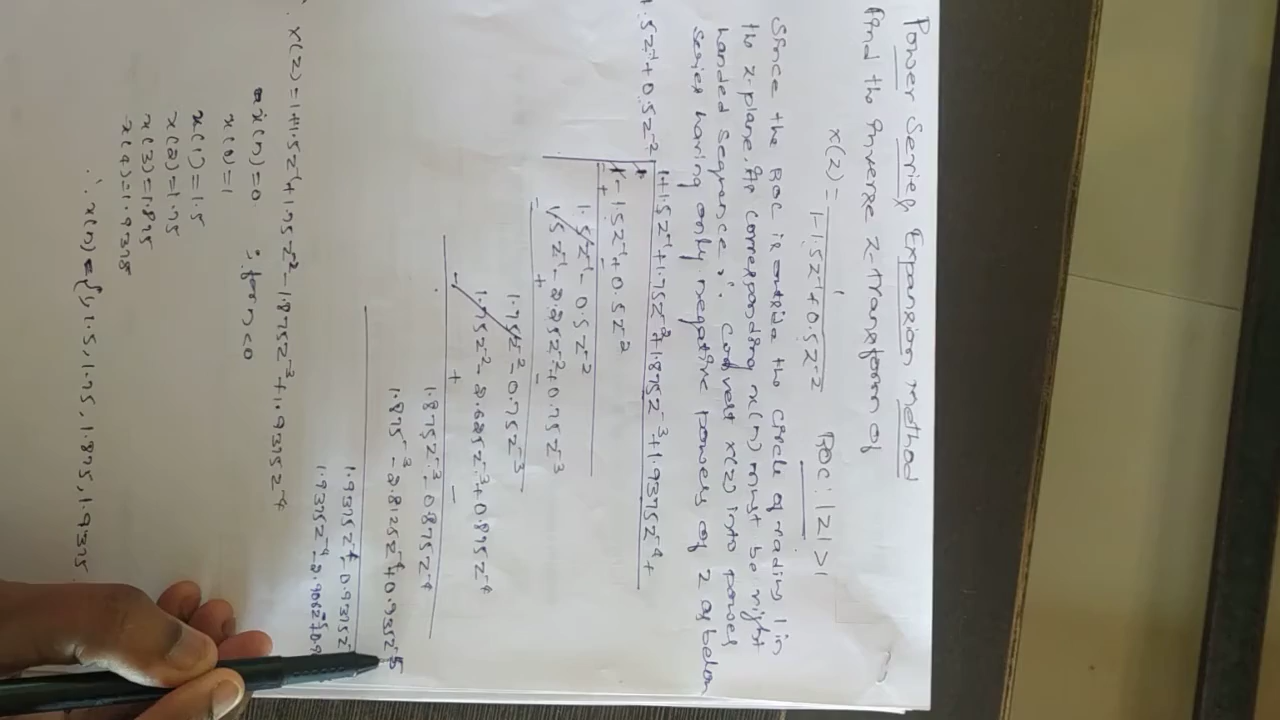 Power Series Expansion method
find the inverse z-transform of
x(z) = 1 / 1-1.5z⁻¹+0.5z⁻² ROC: |z|>1
Since the ROC is outside the circle of radius 1 in
the z-plane. Its corresponding x(n) must be right
handed sequence ∴ convert x(z) into power
series having only negative powers of z as below
1+1.5z⁻¹+1.75z⁻²+1.875z⁻³+1.9375z⁻⁴+
1.5z⁻¹+0.5z⁻² 1
1-1.5z⁻¹+0.5z⁻²
1.5z⁻¹-0.5z⁻²
1.5z⁻¹-2.25z⁻²+0.75z⁻³
1.75z⁻²-0.75z⁻³
1.75z⁻²-2.625z⁻³+0.875z⁻⁴
1.875z⁻³-0.875z⁻⁴
1.875⁻³-2.8125z⁻⁴+0.9375z⁻⁵
1.9375z⁻⁴-0.9375z⁻
1.9375z⁻⁴-2.9062⁻⁵+0.9
∴ x(z)=1+1.5z⁻¹+1.75z⁻²-1.875z⁻³+1.9375z⁻⁴
x(n)=0 ∴ for n<0
x(0)=1
x(1)=1.5
x(2)=1.75
x(3)=1.875
x(4)=1.9375
∴ x(n)={1,1.5,1.75,1.875,1.9375.